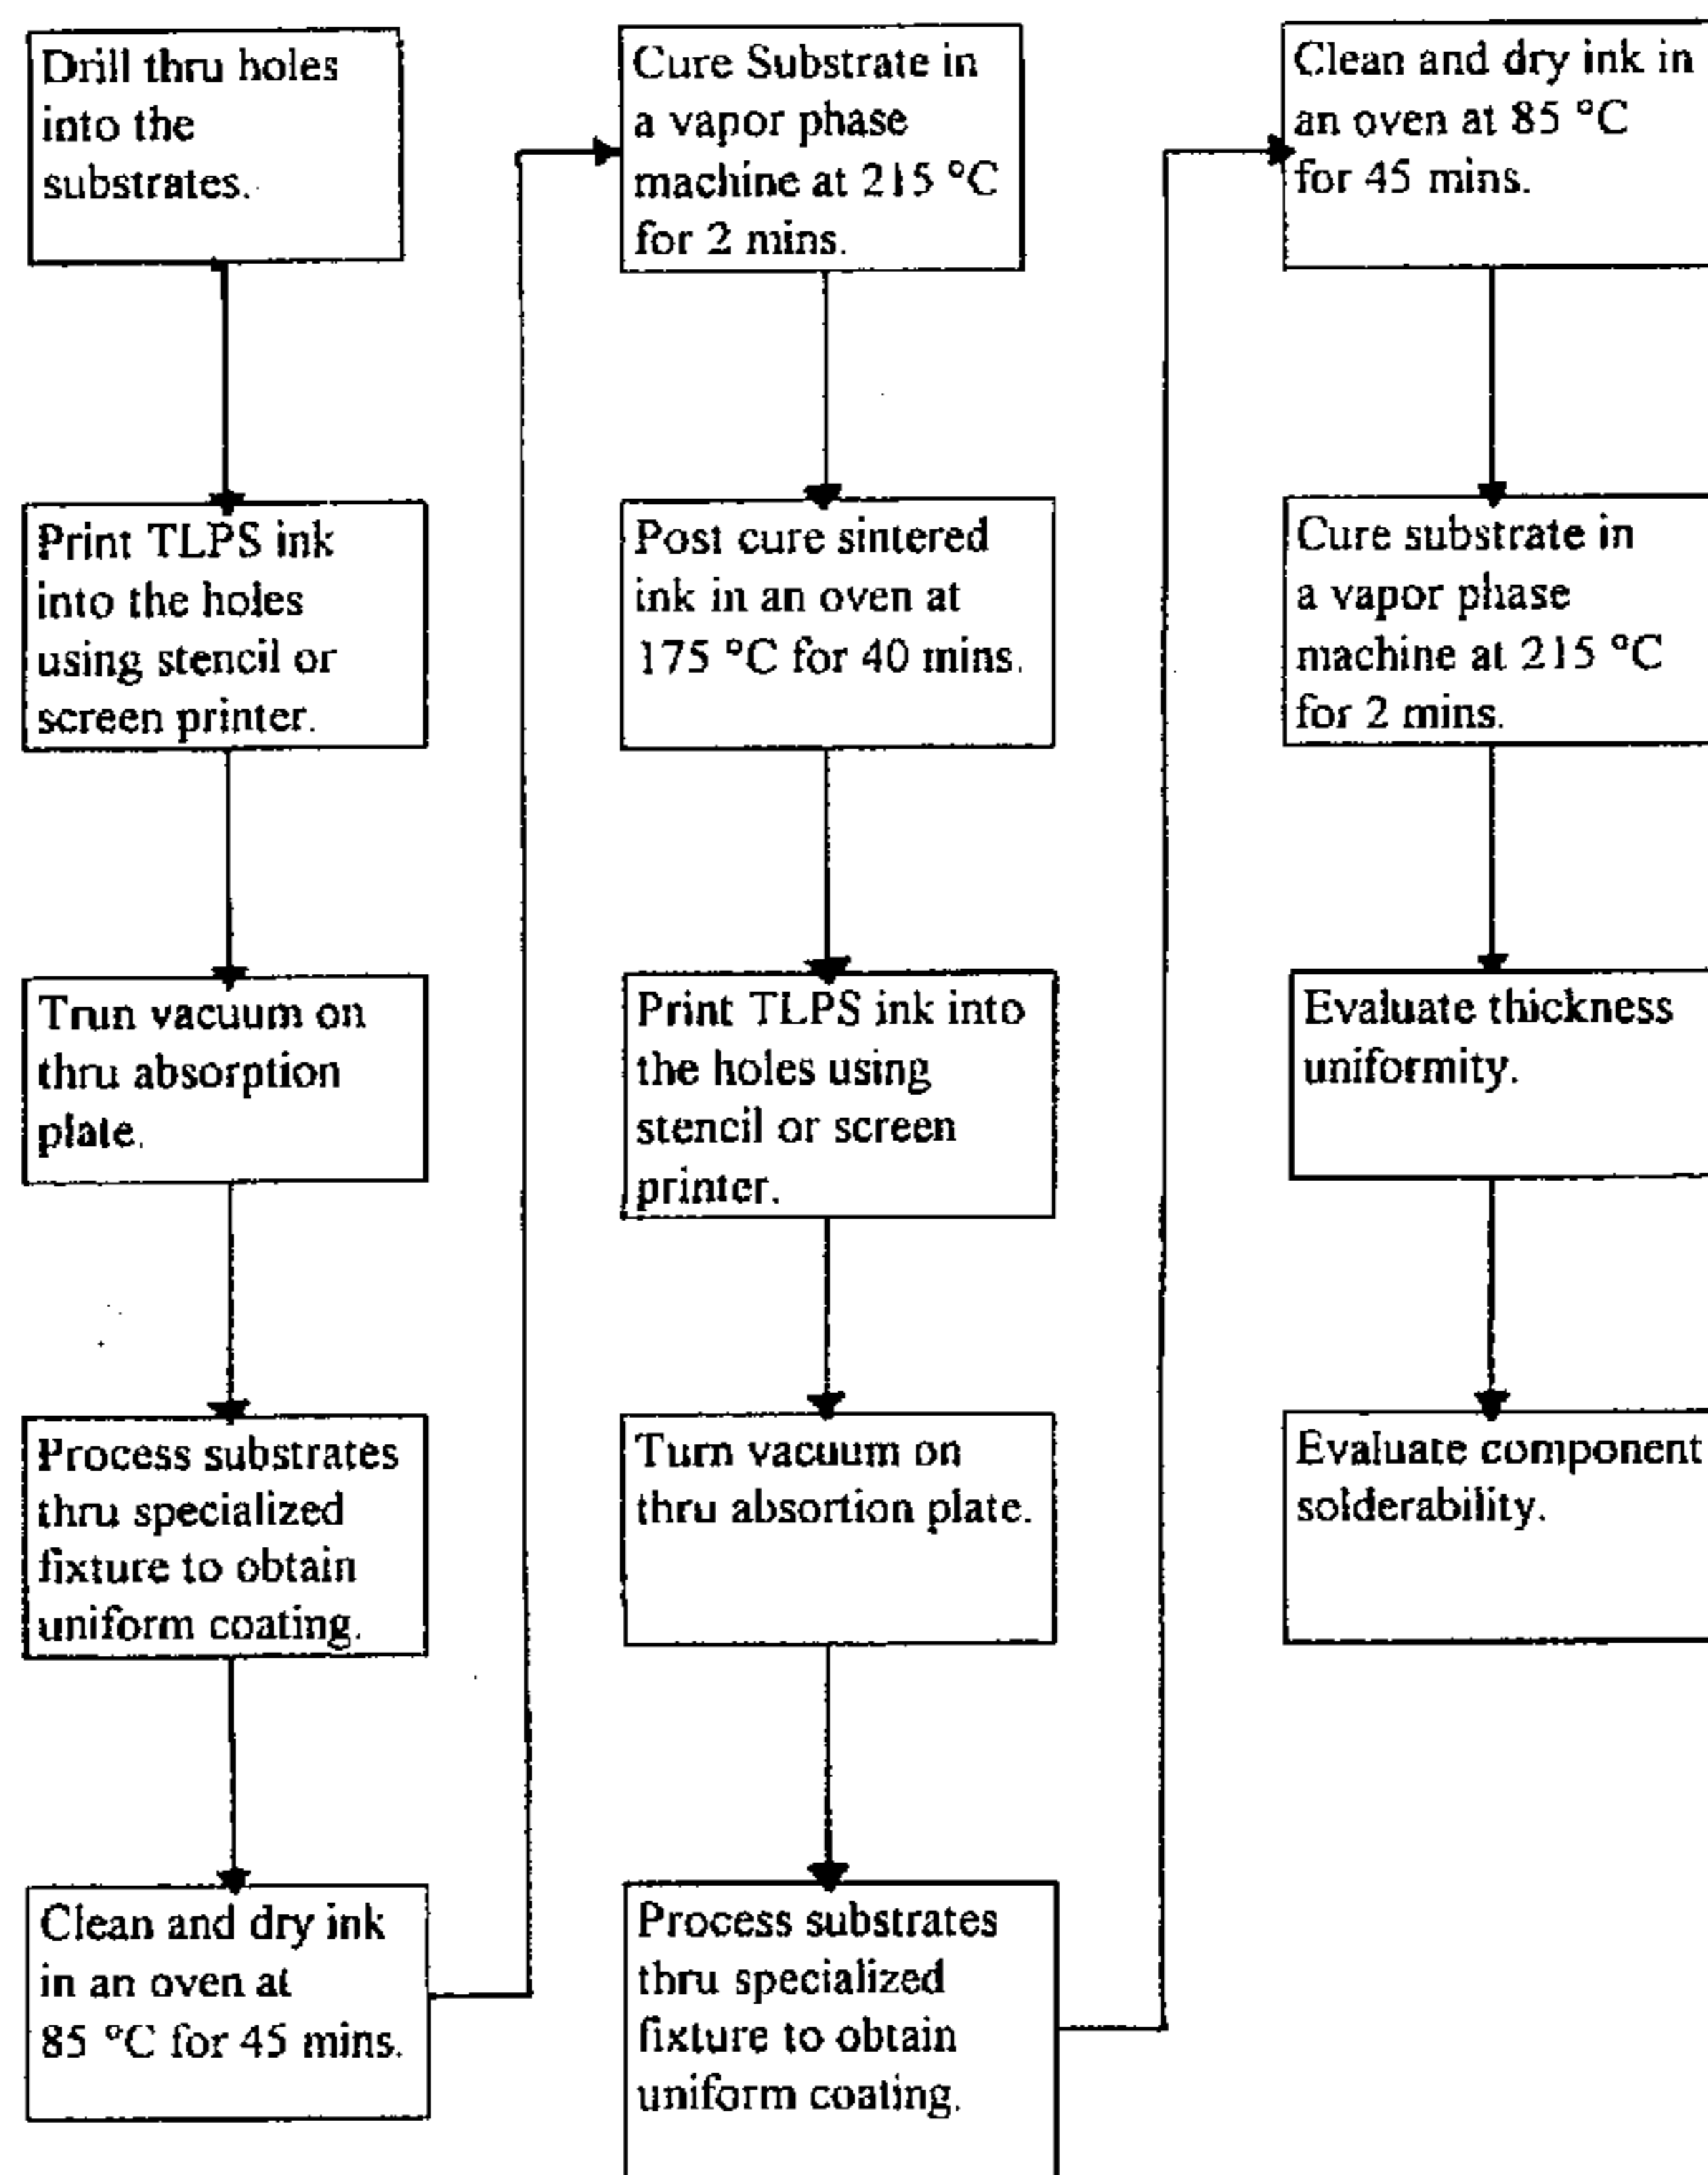 Drill thru holes
into the
substrates.
Print TLPS ink
into the holes
using stencil or
screen printer.
Trun vacuum on
thru absorption
plate.
Process substrates
thru specialized
fixture to obtain
uniform coating.
Clean and dry ink
in an oven at
85 °C for 45 mins.
Cure Substrate in
a vapor phase
machine at 215 °C
for 2 mins.
Post cure sintered
ink in an oven at
175 °C for 40 mins.
Print TLPS ink into
the holes using
stencil or screen
printer.
Turn vacuum on
thru absortion plate.
Process substrates
thru specialized
fixture to obtain
uniform coating.
Clean and dry ink in
an oven at 85 °C
for 45 mins.
Cure substrate in
a vapor phase
machine at 215 °C
for 2 mins.
Evaluate thickness
uniformity.
Evaluate component
solderability.